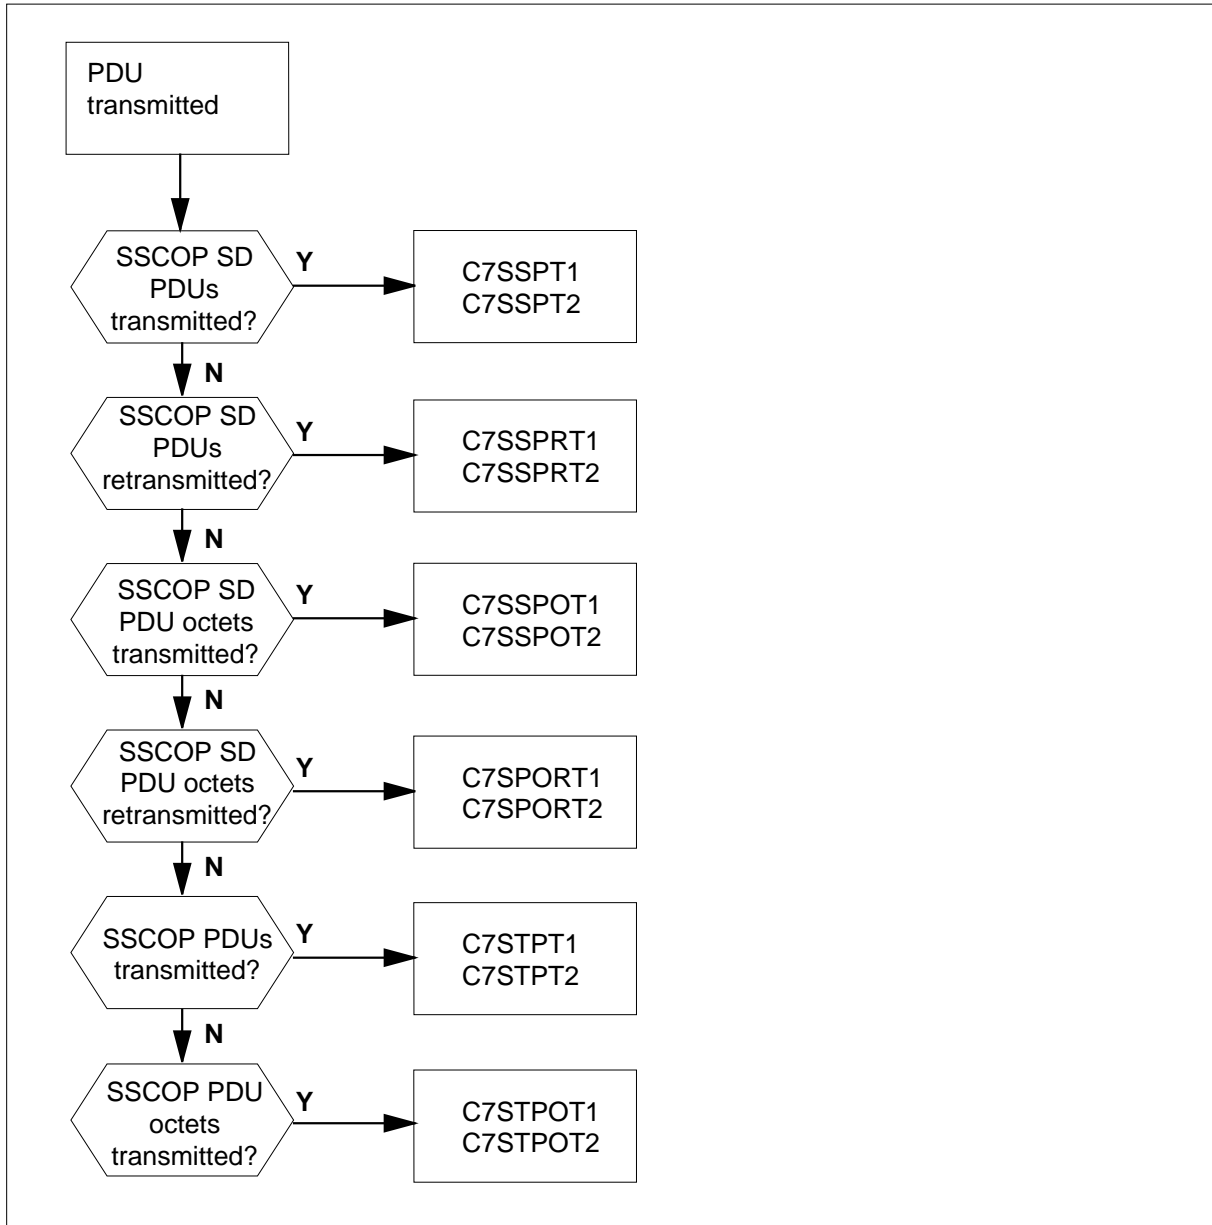 PDU
transmitted
SSCOP SD
PDUs
transmitted?
Y
C7SSPT1
C7SSPT2
N
SSCOP SD
PDUs
retransmitted?
Y
C7SSPRT1
C7SSPRT2
N
SSCOP SD
PDU octets
transmitted?
Y
C7SSPOT1
C7SSPOT2
N
SSCOP SD
PDU octets
retransmitted?
Y
C7SPORT1
C7SPORT2
N
SSCOP PDUs
transmitted?
Y
C7STPT1
C7STPT2
N
SSCOP PDU
octets
transmitted?
Y
C7STPOT1
C7STPOT2